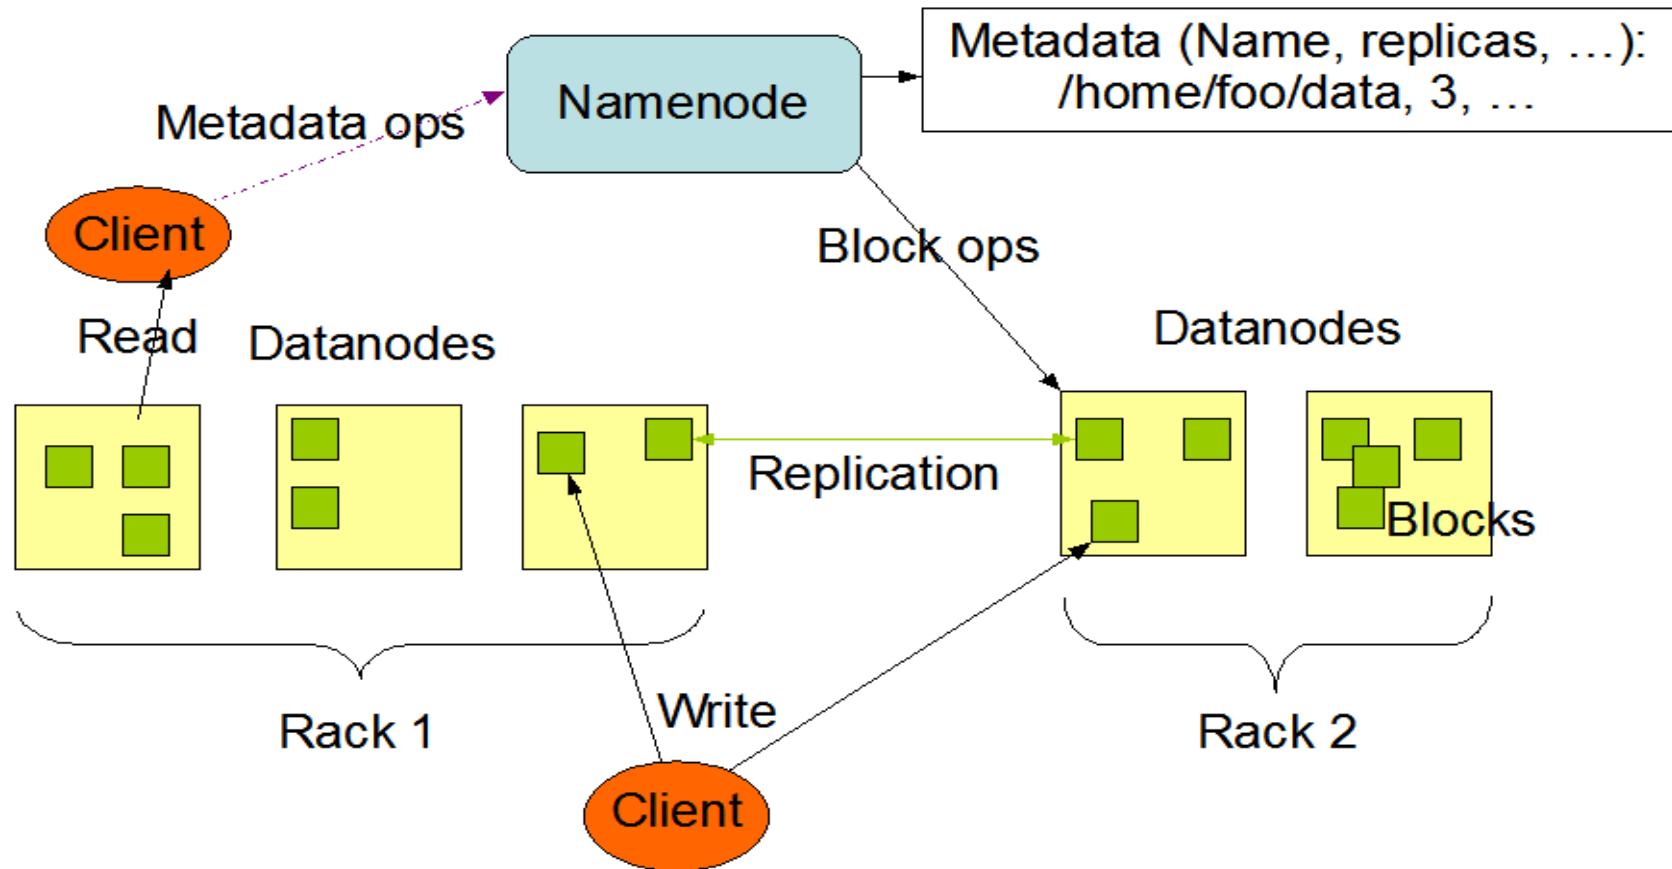 Metadata (Name, replicas, …):
/home/foo/data, 3, …
Namenode
Metadata ops
Client
Block ops
Read
Datanodes
Datanodes
Replication
Blocks
Rack 1
Write
Rack 2
Client